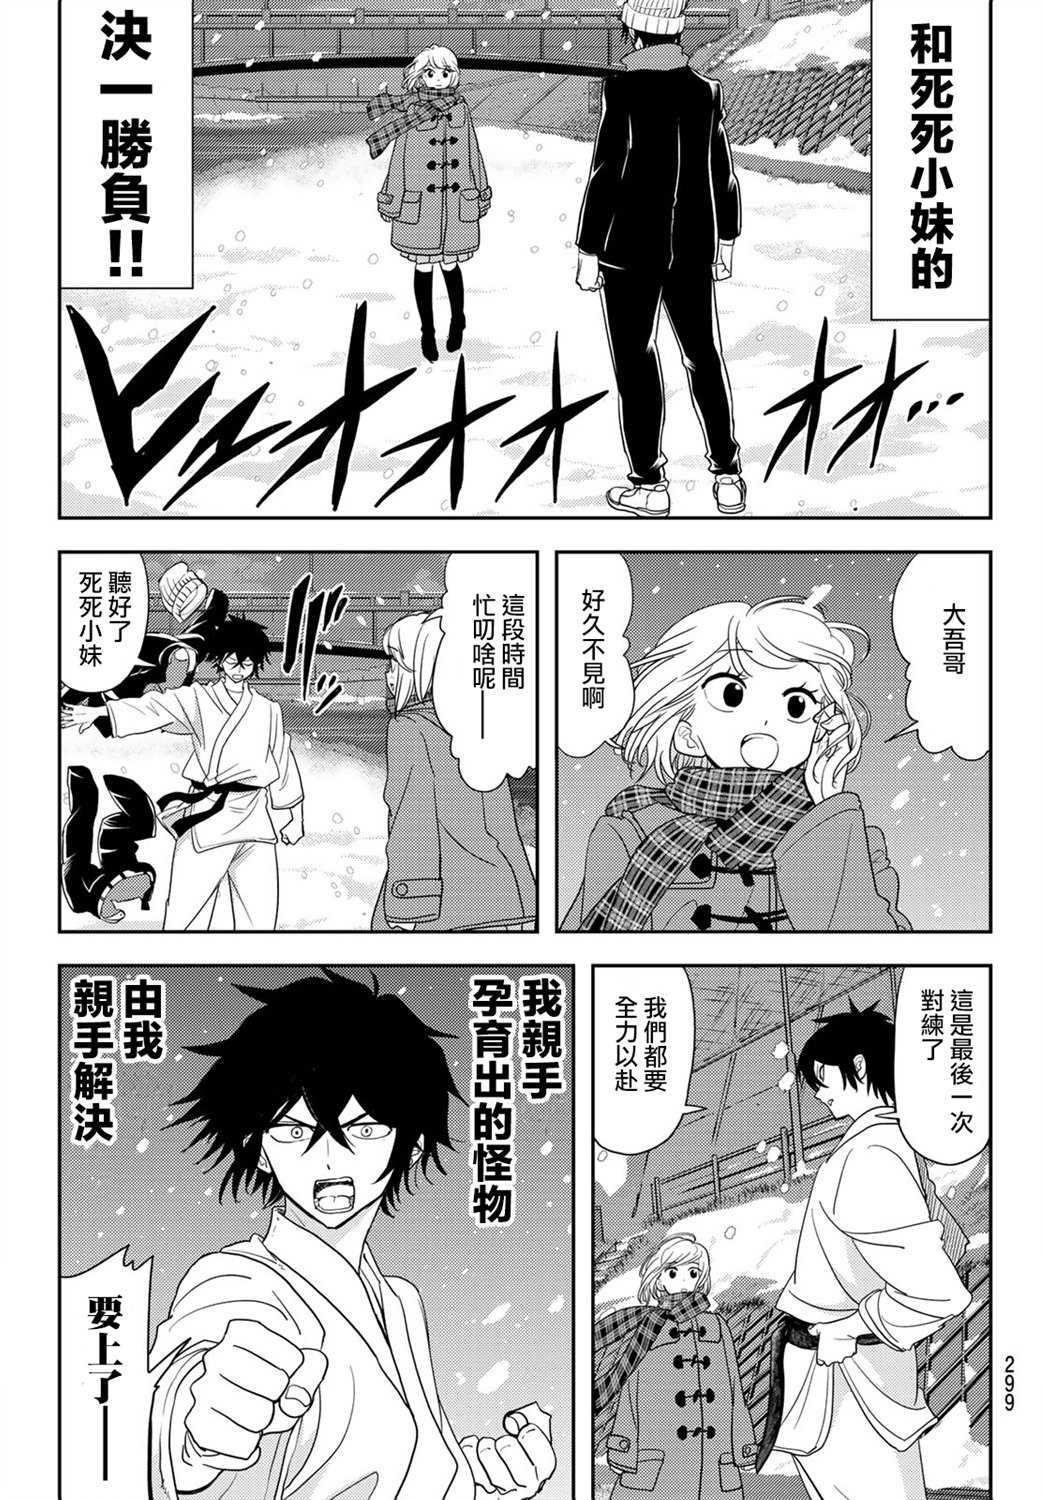 和死死小妹的
決一勝負!!
ビュオオオオオ…
大吾哥
好久不見啊
這段時間
忙叨啥呢——
聽好了
死死小妹
這是最後一次
對練了
我們都要
全力以赴
我親手
孕育出的怪物
由我
親手解決
要上了——
299